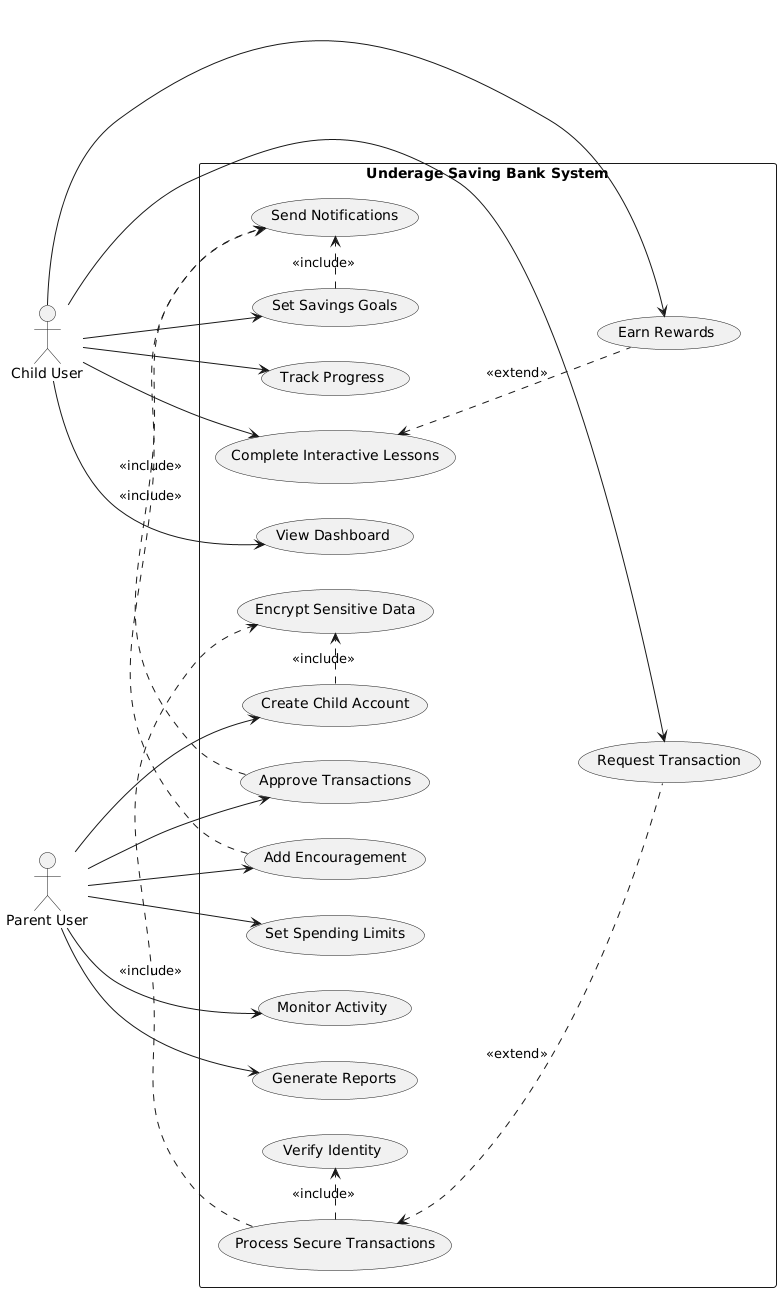 Underage Saving Bank System
Send Notifications
«include»
Set Savings Goals
Earn Rewards
Child User
Track Progress
«extend»
Complete Interactive Lessons
«include»
«include»
View Dashboard
Encrypt Sensitive Data
«include»
Create Child Account
Request Transaction
Approve Transactions
Add Encouragement
Parent User
Set Spending Limits
«include»
Monitor Activity
«extend»
Generate Reports
Verify Identity
«include»
Process Secure Transactions